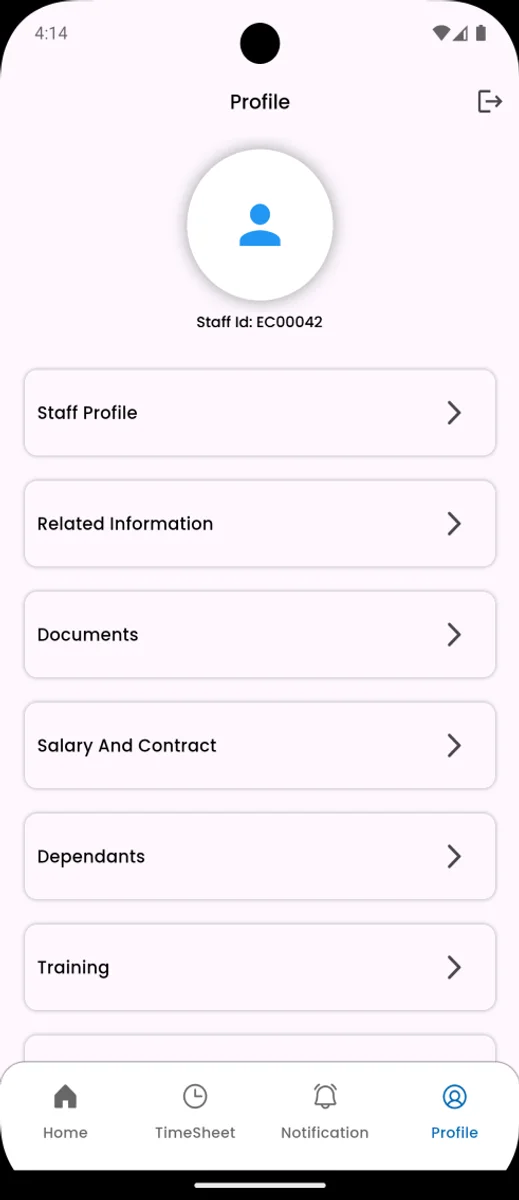 4:14
Profile
Staff Id: EC00042
Staff Profile
Related Information
Documents
Salary And Contract
Dependants
Training
Home
TimeSheet
Notification
Profile